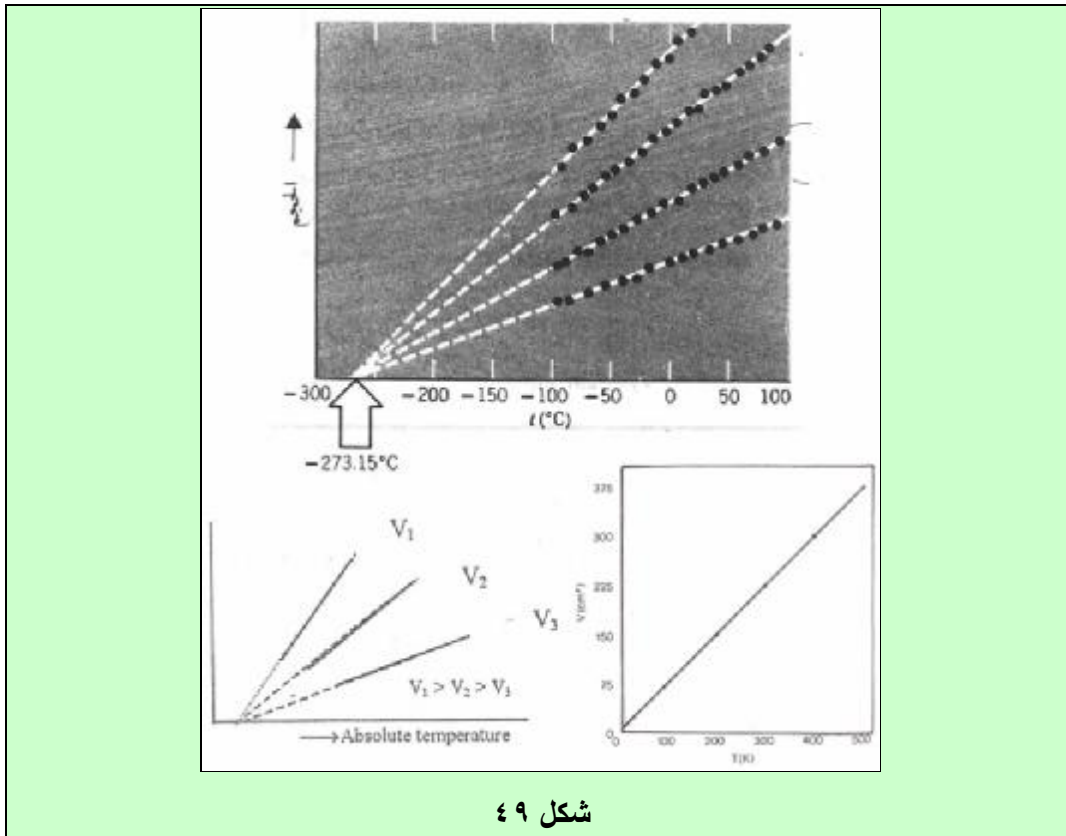 الحجم
−300 −200 −150 −100 −50 0 50 100
t (°C)
−273.15°C
V₁
V₂
V₃
V₁ > V₂ > V₃
→Absolute temperature
375
300
225
150
75
0
V(cm³)
0 100 200 300 400 500
T(K)
شكل ٤٩